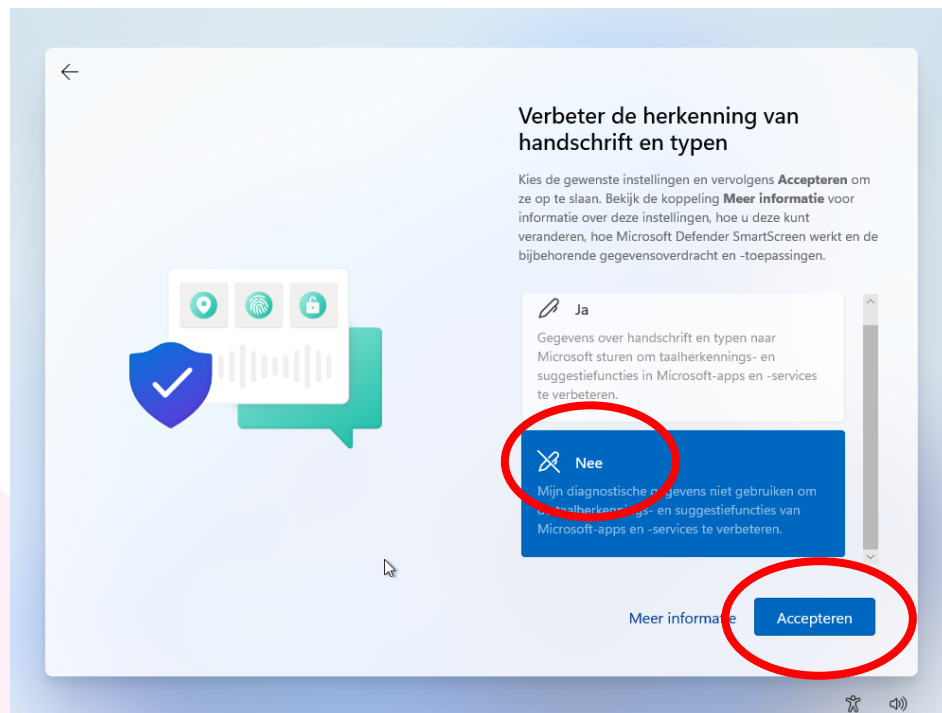 Verbeter de herkenning van
handschrift en typen
Kies de gewenste instellingen en vervolgens Accepteren om
ze op te slaan. Bekijk de koppeling Meer informatie voor
informatie over deze instellingen, hoe u deze kunt
veranderen, hoe Microsoft Defender SmartScreen werkt en de
bijbehorende gegevensoverdracht en -toepassingen.
Ja
Gegevens over handschrift en typen naar
Microsoft sturen om taalherkennings- en
suggestiefuncties in Microsoft-apps en -services
te verbeteren.
Nee
Mijn diagnostische gegevens niet gebruiken om
de taalherkennings- en suggestiefuncties van
Microsoft-apps en -services te verbeteren.
Meer informatie
Accepteren